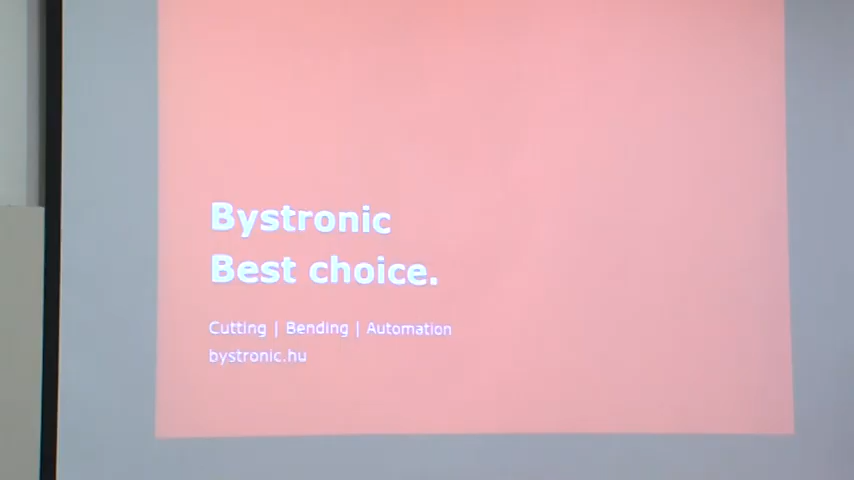 Bystronic
Best choice.
Cutting | Bending | Automation
bystronic.hu